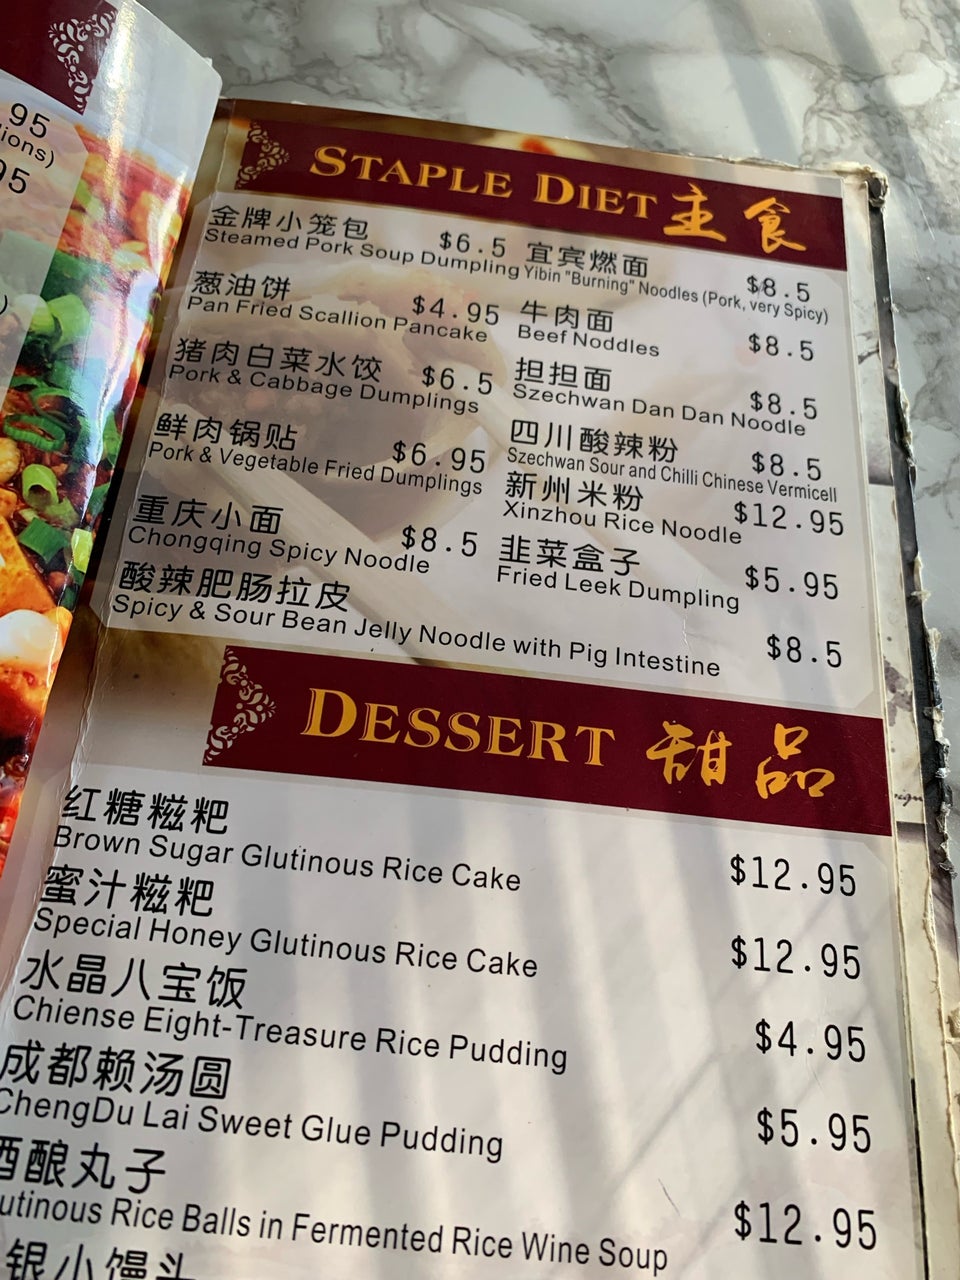 .95
ions)
95
)
STAPLE DIET 主食
金牌小笼包 $6.5
Steamed Pork Soup Dumpling
葱油饼 $4.95
Pan Fried Scallion Pancake
猪肉白菜水饺 $6.5
Pork & Cabbage Dumplings
鲜肉锅贴 $6.95
Pork & Vegetable Fried Dumplings
重庆小面 $8.5
Chongqing Spicy Noodle
宜宾燃面 $8.5
Yibin "Burning" Noodles (Pork, very Spicy)
牛肉面 $8.5
Beef Noddles
担担面 $8.5
Szechwan Dan Dan Noodle
四川酸辣粉 $8.5
Szechwan Sour and Chilli Chinese Vermicell
新州米粉 $12.95
Xinzhou Rice Noodle
韭菜盒子 $5.95
Fried Leek Dumpling
酸辣肥肠拉皮 $8.5
Spicy & Sour Bean Jelly Noodle with Pig Intestine
DESSERT 甜品
红糖糍粑 $12.95
Brown Sugar Glutinous Rice Cake
蜜汁糍粑 $12.95
Special Honey Glutinous Rice Cake
水晶八宝饭 $4.95
Chiense Eight-Treasure Rice Pudding
成都赖汤圆 $5.95
ChengDu Lai Sweet Glue Pudding
酒酿丸子 $12.95
utinous Rice Balls in Fermented Rice Wine Soup
银小馒头